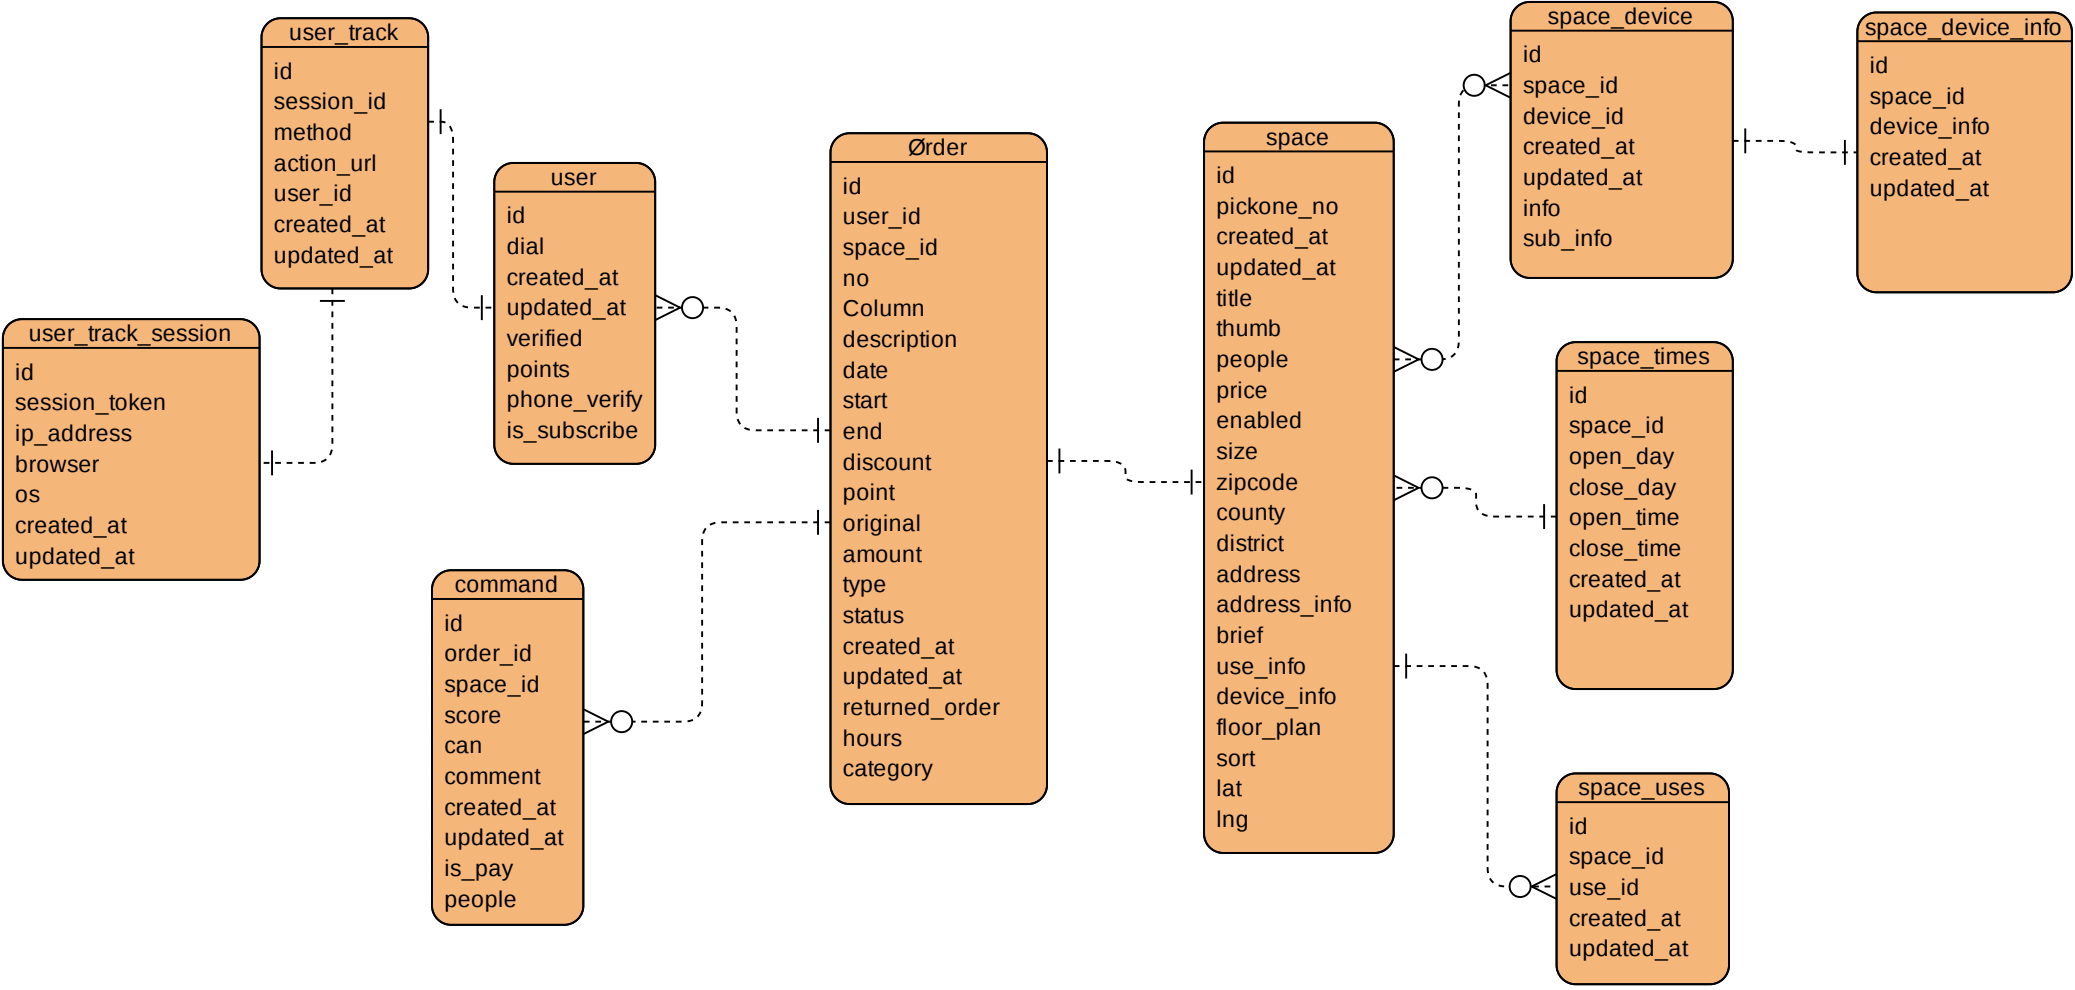 user_track
id
session_id
method
action_url
user_id
created_at
updated_at
user_track_session
id
session_token
ip_address
browser
os
created_at
updated_at
user
id
dial
created_at
updated_at
verified
points
phone_verify
is_subscribe
command
id
order_id
space_id
score
can
comment
created_at
updated_at
is_pay
people
Ørder
id
user_id
space_id
no
Column
description
date
start
end
discount
point
original
amount
type
status
created_at
updated_at
returned_order
hours
category
space
id
pickone_no
created_at
updated_at
title
thumb
people
price
enabled
size
zipcode
county
district
address
address_info
brief
use_info
device_info
floor_plan
sort
lat
lng
space_device
id
space_id
device_id
created_at
updated_at
info
sub_info
space_device_info
id
space_id
device_info
created_at
updated_at
space_times
id
space_id
open_day
close_day
open_time
close_time
created_at
updated_at
space_uses
id
space_id
use_id
created_at
updated_at